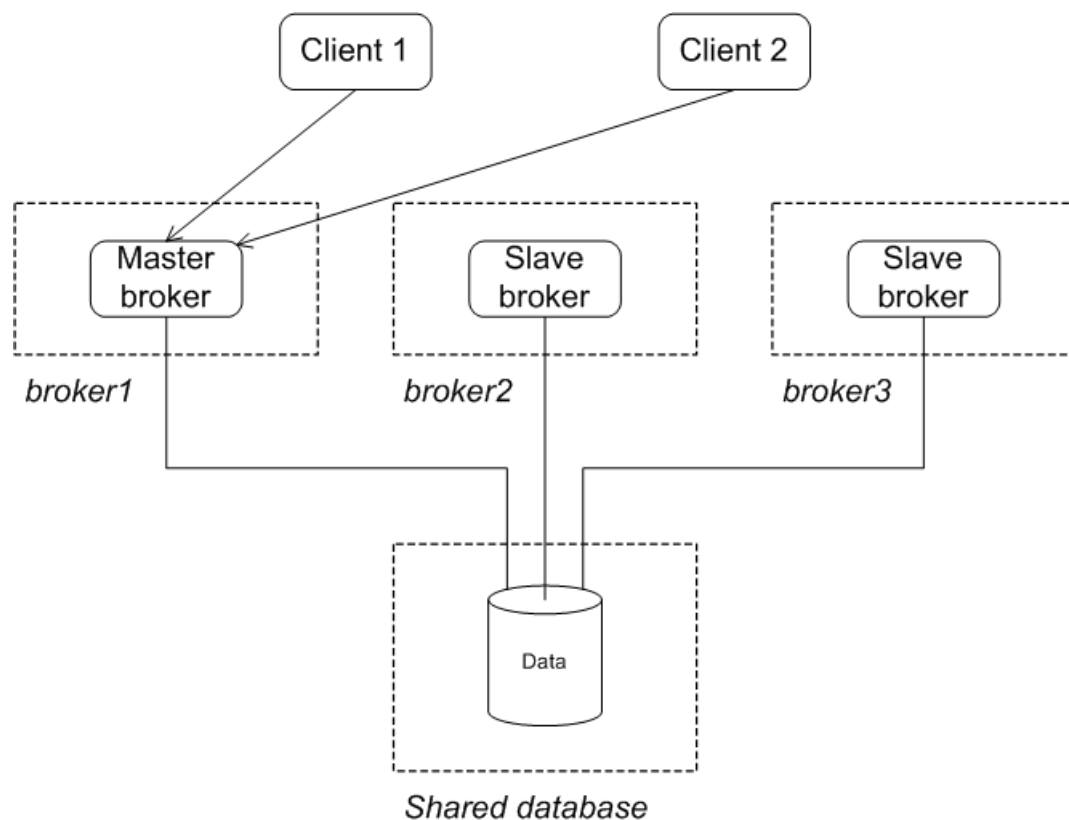 Client 1
Client 2
Master
broker
Slave
broker
Slave
broker
broker1
broker2
broker3
Data
Shared database